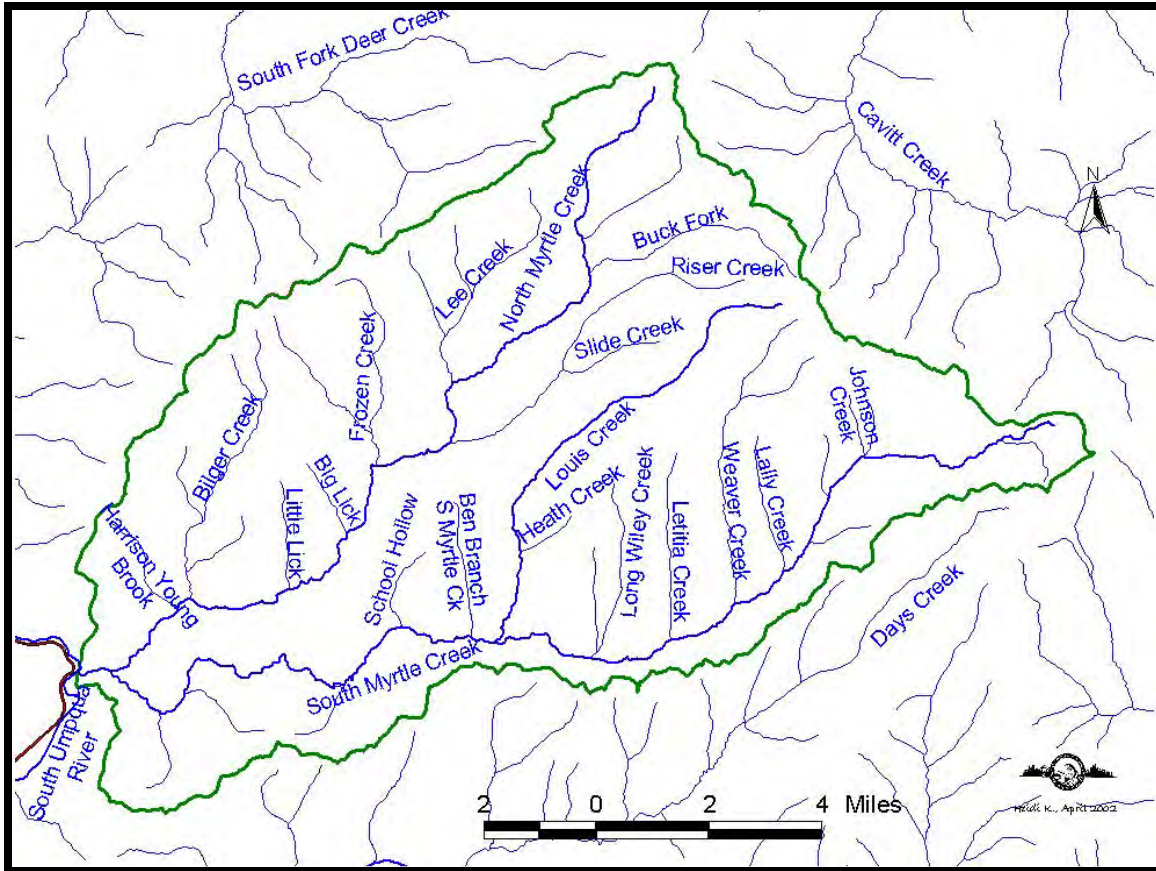 South Fork Deer Creek
Cavitt Creek
N
North Myrtle Creek
Lee Creek
Buck Fork
Riser Creek
Slide Creek
Frozen Creek
Bilger Creek
Big Lick
Little Lick
Louis Creek
Heath Creek
Johnson
Creek
Long Wiley Creek
Letitia Creek
Weaver Creek
Lally Creek
School Hollow
Ben Branch
S Myrtle Ck
Harrison Young
Brook
South Myrtle Creek
Days Creek
South Umpqua
River
2 0 2 4 Miles
Heidi K., April 2002